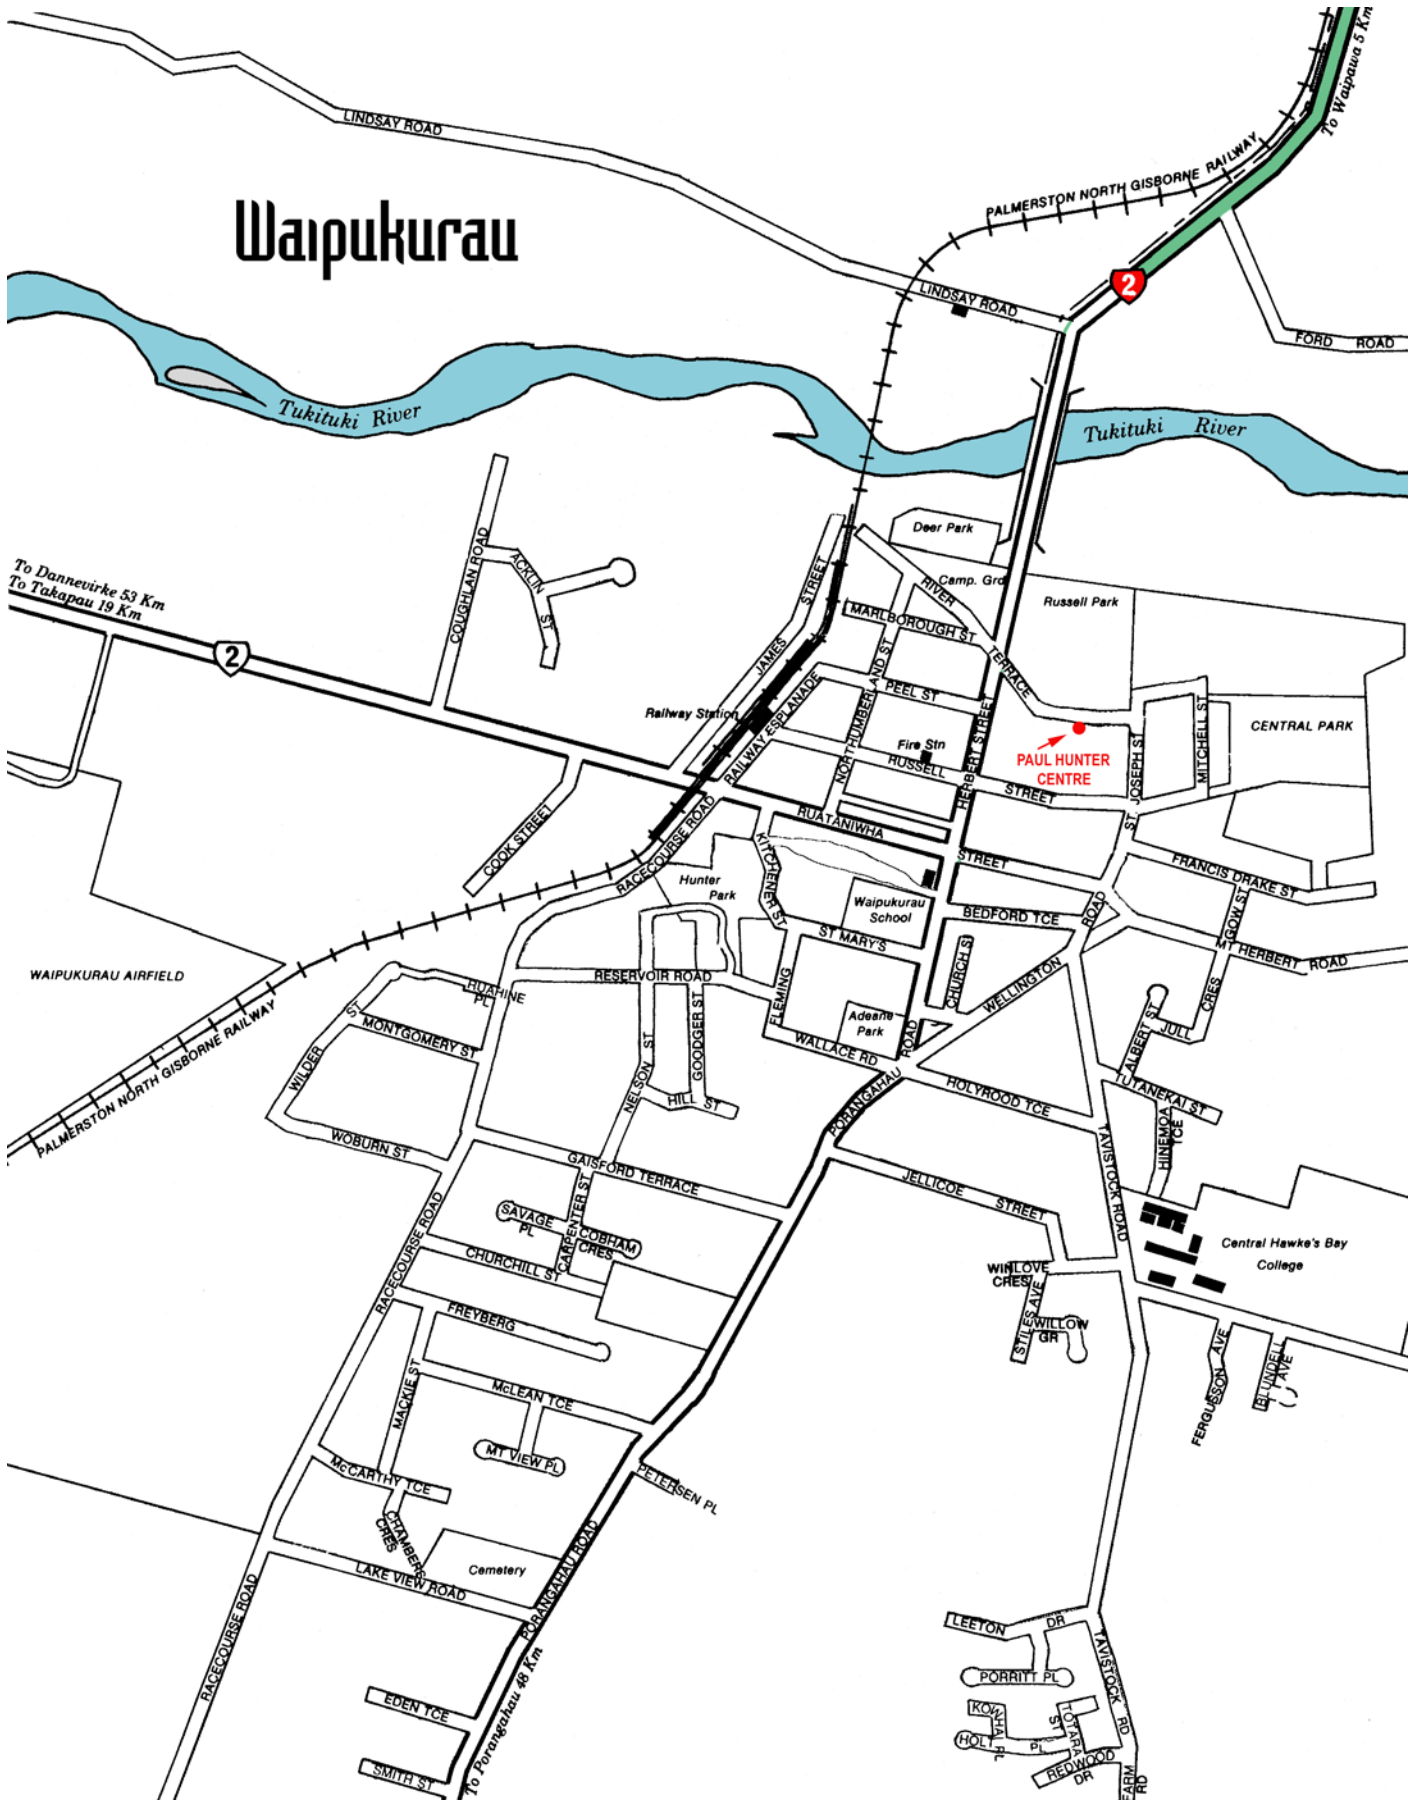 To Waipawa 5 Km
LINDSAY ROAD
PALMERSTON NORTH GISBORNE RAILWAY
Waipukurau
2
LINDSAY ROAD
FORD ROAD
Tukituki River
Tukituki River
Deer Park
Camp. Grd
RIVER
TERRACE
Russell Park
To Dannevirke 53 Km
To Takapau 19 Km
2
COUGHLAN ROAD
ACKLIN
ST
JAMES STREET
MARLBOROUGH ST
PEEL ST
NORTHUMBERLAND ST
HERBERT STREET
Railway Station
RAILWAY ESPLANADE
Fire Stn
RUSSELL STREET
PAUL HUNTER
CENTRE
ST. JOSEPH ST
MITCHELL ST
CENTRAL PARK
COOK STREET
RACECOURSE ROAD
RUATANIWHA STREET
KITCHENER ST
Hunter
Park
Waipukurau
School
FRANCIS DRAKE ST
BEDFORD TCE
ROAD
GOW ST
ST MARY'S
CHURCH ST
WELLINGTON
MT HERBERT ROAD
WAIPUKURAU AIRFIELD
RESERVOIR ROAD
HUAHINE
PL
FLEMING
Adeane
Park
CRES
JULL
ALBERT ST
PALMERSTON NORTH GISBORNE RAILWAY
WILDER ST
MONTGOMERY ST
NELSON ST
GOODGER ST
HILL ST
WALLACE RD
PORANGAHAU ROAD
HOLYROOD TCE
TUTANEKAI ST
HINEMOA
TCE
WOBURN ST
GAISFORD TERRACE
JELLICOE STREET
TAVISTOCK ROAD
RACECOURSE ROAD
SAVAGE
PL
CARPENTER ST
COBHAM
CRES
CHURCHILL ST
Central Hawke's Bay
College
WINLOVE
CRES
STILES AVE
WILLOW
GR
FREYBERG
FERGUSSON AVE
BLUNDELL
AVE
MACKIE ST
McLEAN TCE
MT VIEW PL
McCARTHY TCE
PETERSEN PL
CHAMBERS
CRES
Cemetery
LAKE VIEW ROAD
PORANGAHAU ROAD
RACECOURSE ROAD
To Porangahau 48 Km
EDEN TCE
SMITH ST
LEETON DR
PORRITT PL
TAVISTOCK RD
KOWHAI PL
TOTARA
ST
HOLT PL
REDWOOD
DR
FARM
RD